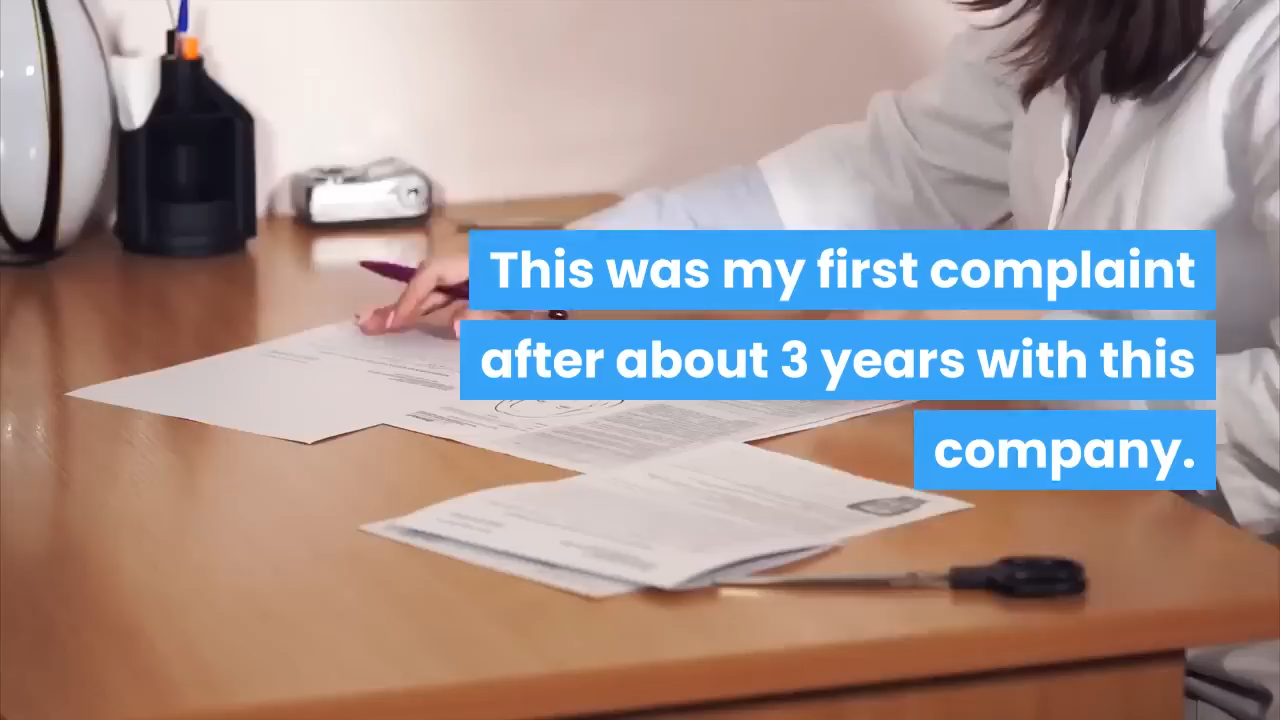 This was my first complaint
after about 3 years with this
company.